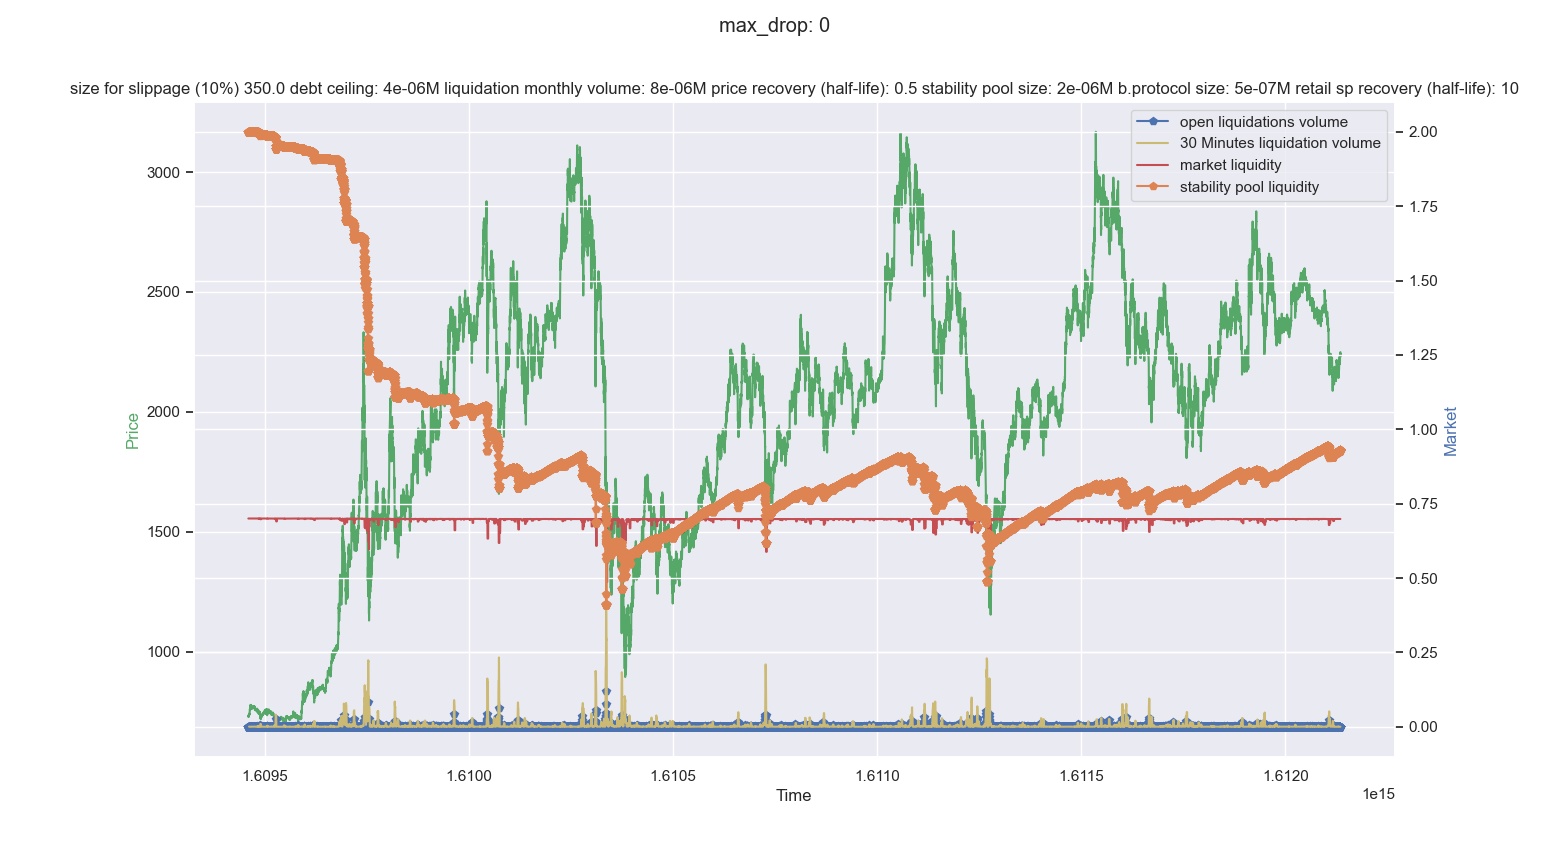 max_drop: 0
size for slippage (10%) 350.0 debt ceiling: 4e-06M liquidation monthly volume: 8e-06M price recovery (half-life): 0.5 stability pool size: 2e-06M b.protocol size: 5e-07M retail sp recovery (half-life): 10
open liquidations volume
30 Minutes liquidation volume
market liquidity
stability pool liquidity
3000
2500
2000
1500
1000
Price
2.00
1.75
1.50
1.25
1.00
0.75
0.50
0.25
0.00
Market
1.6095
1.6100
1.6105
1.6110
1.6115
1.6120
Time
1e15